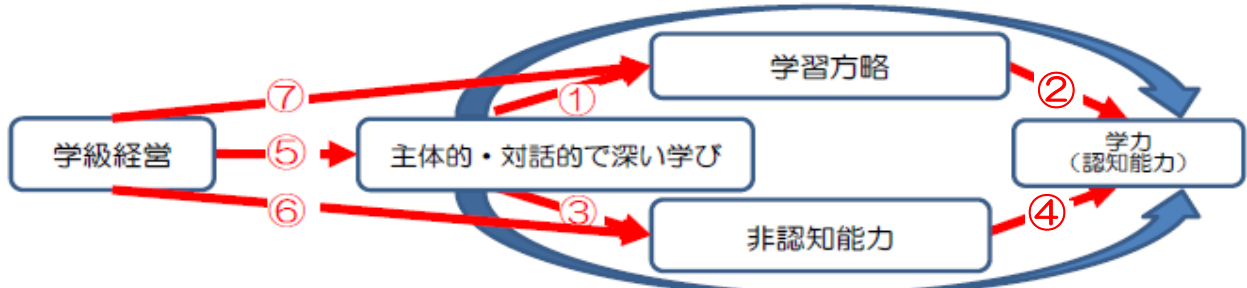 学習方略
⑦
①
②
学級経営
⑤
主体的・対話的で深い学び
学力
(認知能力)
⑥
③
④
非認知能力